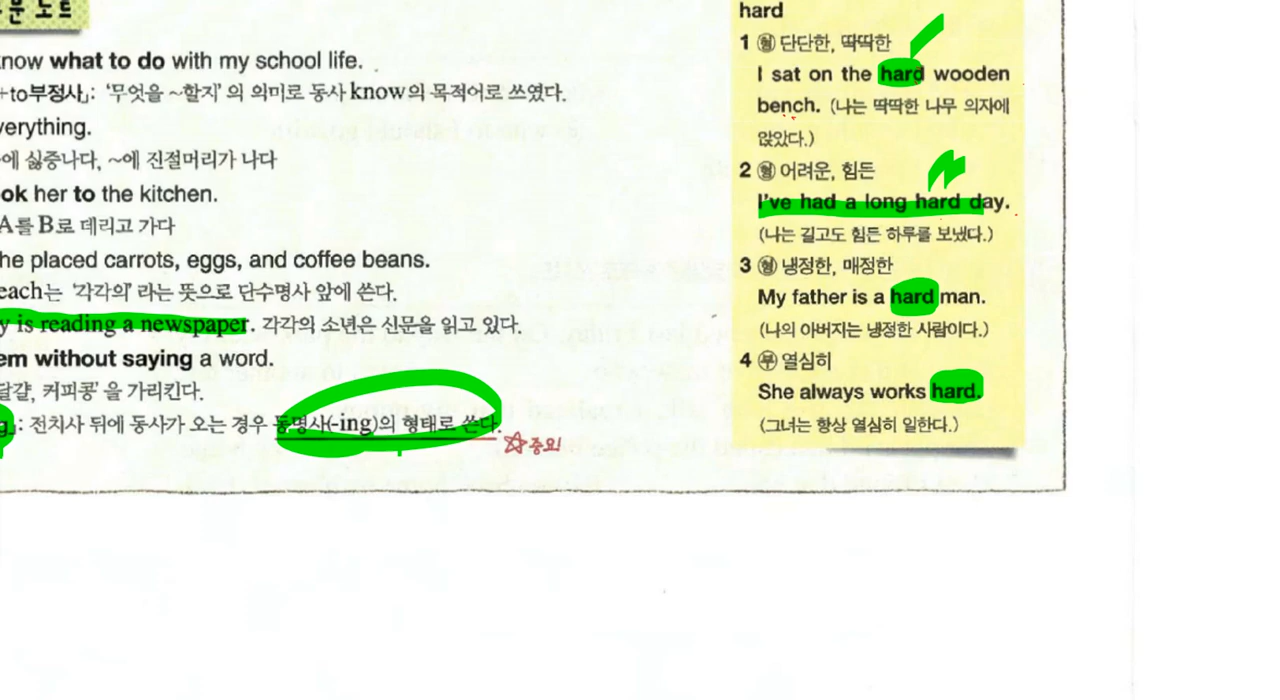 문 노트
know what to do with my school life.
+to부정사」: ‘무엇을 ~할지’의 의미로 동사 know의 목적어로 쓰였다.
verything.
에 싫증나다, ~에 진절머리가 나다
ok her to the kitchen.
A를 B로 데리고 가다
he placed carrots, eggs, and coffee beans.
each는 ‘각각의’ 라는 뜻으로 단수명사 앞에 쓴다.
y is reading a newspaper. 각각의 소년은 신문을 읽고 있다.
em without saying a word.
달걀, 커피콩’을 가리킨다.
g」: 전치사 뒤에 동사가 오는 경우 동명사(-ing)의 형태로 쓴다.
☆중요
hard
1 ㉻ 단단한, 딱딱한
I sat on the hard wooden
bench. (나는 딱딱한 나무 의자에
앉았다.)
2 ㉻ 어려운, 힘든
I've had a long hard day.
(나는 길고도 힘든 하루를 보냈다.)
3 ㉻ 냉정한, 매정한
My father is a hard man.
(나의 아버지는 냉정한 사람이다.)
4 ㉾ 열심히
She always works hard.
(그녀는 항상 열심히 일한다.)